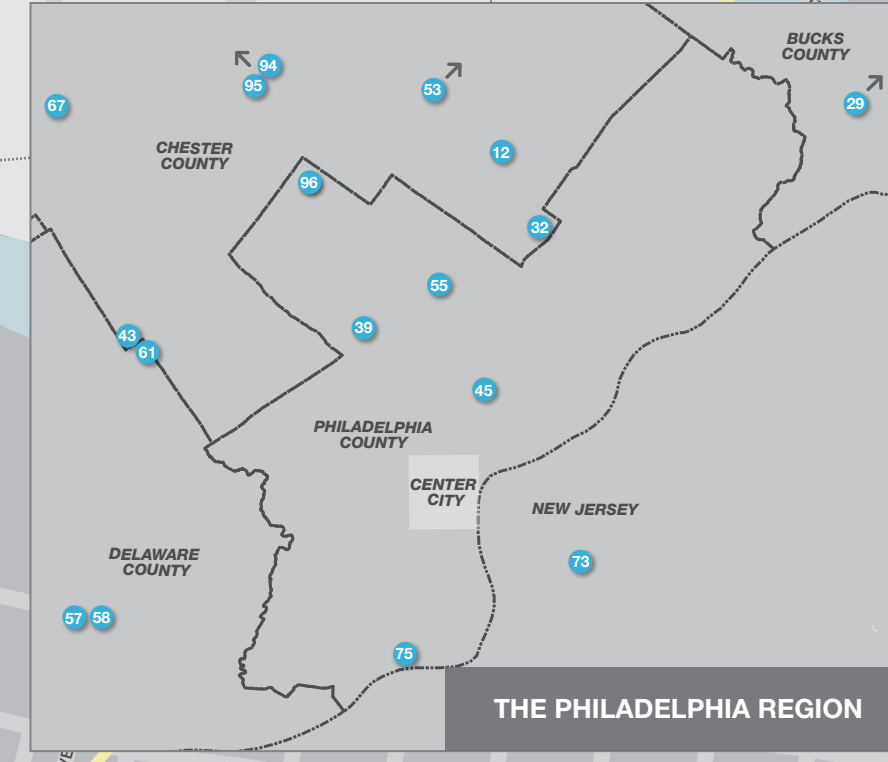 BUCKS
COUNTY
94
95
53
29
67
CHESTER
COUNTY
12
96
32
55
43
39
61
45
PHILADELPHIA
COUNTY
CENTER
CITY
NEW JERSEY
DELAWARE
COUNTY
73
57 58
75
THE PHILADELPHIA REGION
VE